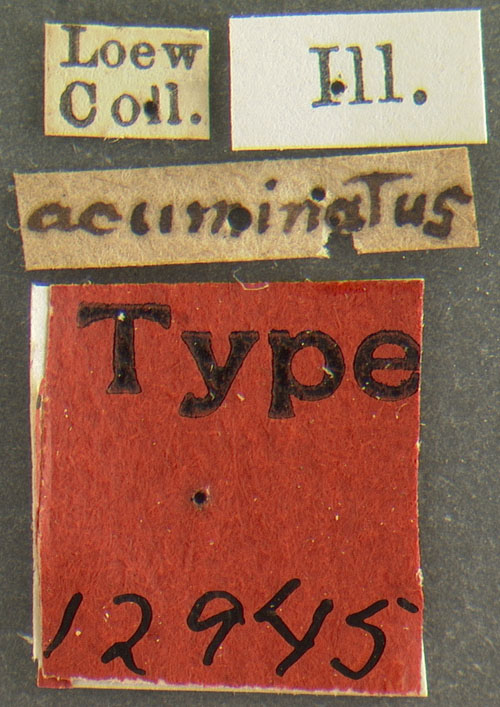 Loew
Coll.
Ill.
acuminatus
Type
12945